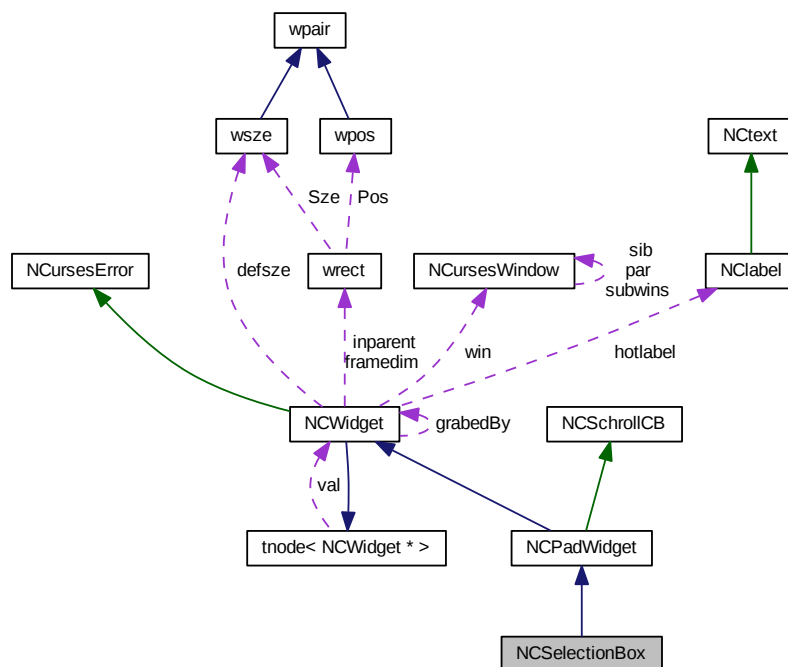 wpair
wsze
wpos
NCtext
Sze
Pos
NCursesError
defsze
wrect
NCursesWindow
sib
par
subwins
NClabel
inparent
framedim
win
hotlabel
NCWidget
grabedBy
NCSchrollCB
val
tnode< NCWidget * >
NCPadWidget
NCSelectionBox